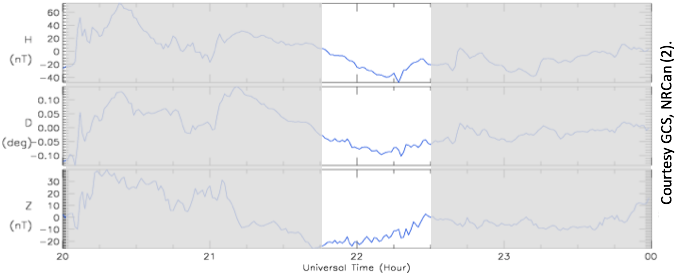 60
40
H 20
0
(nT) -20
-40
0.10
0.05
D 0.00
(deg) -0.05
-0.10
30
20
Z 10
0
(nT) -10
-20
20 21 22 23 00
Universal Time (Hour)
Courtesy GCS, NRCan (2).